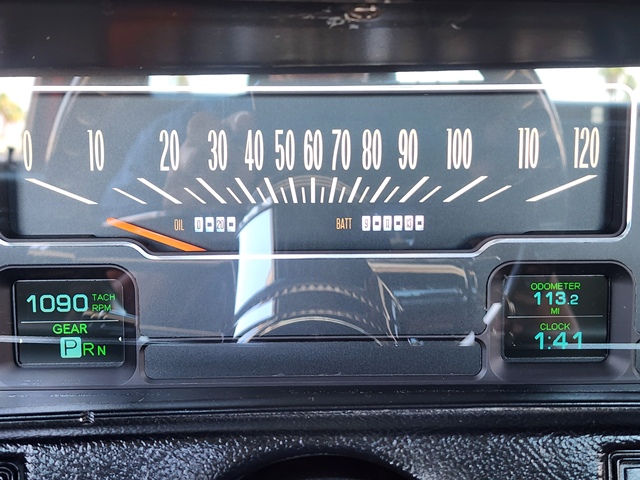 0 10 20 30 40 50 60 70 80 90 100 110 120
OIL BATT
1090 TACH RPM
GEAR
P R N
ODOMETER
113.2
MI
CLOCK
1:41